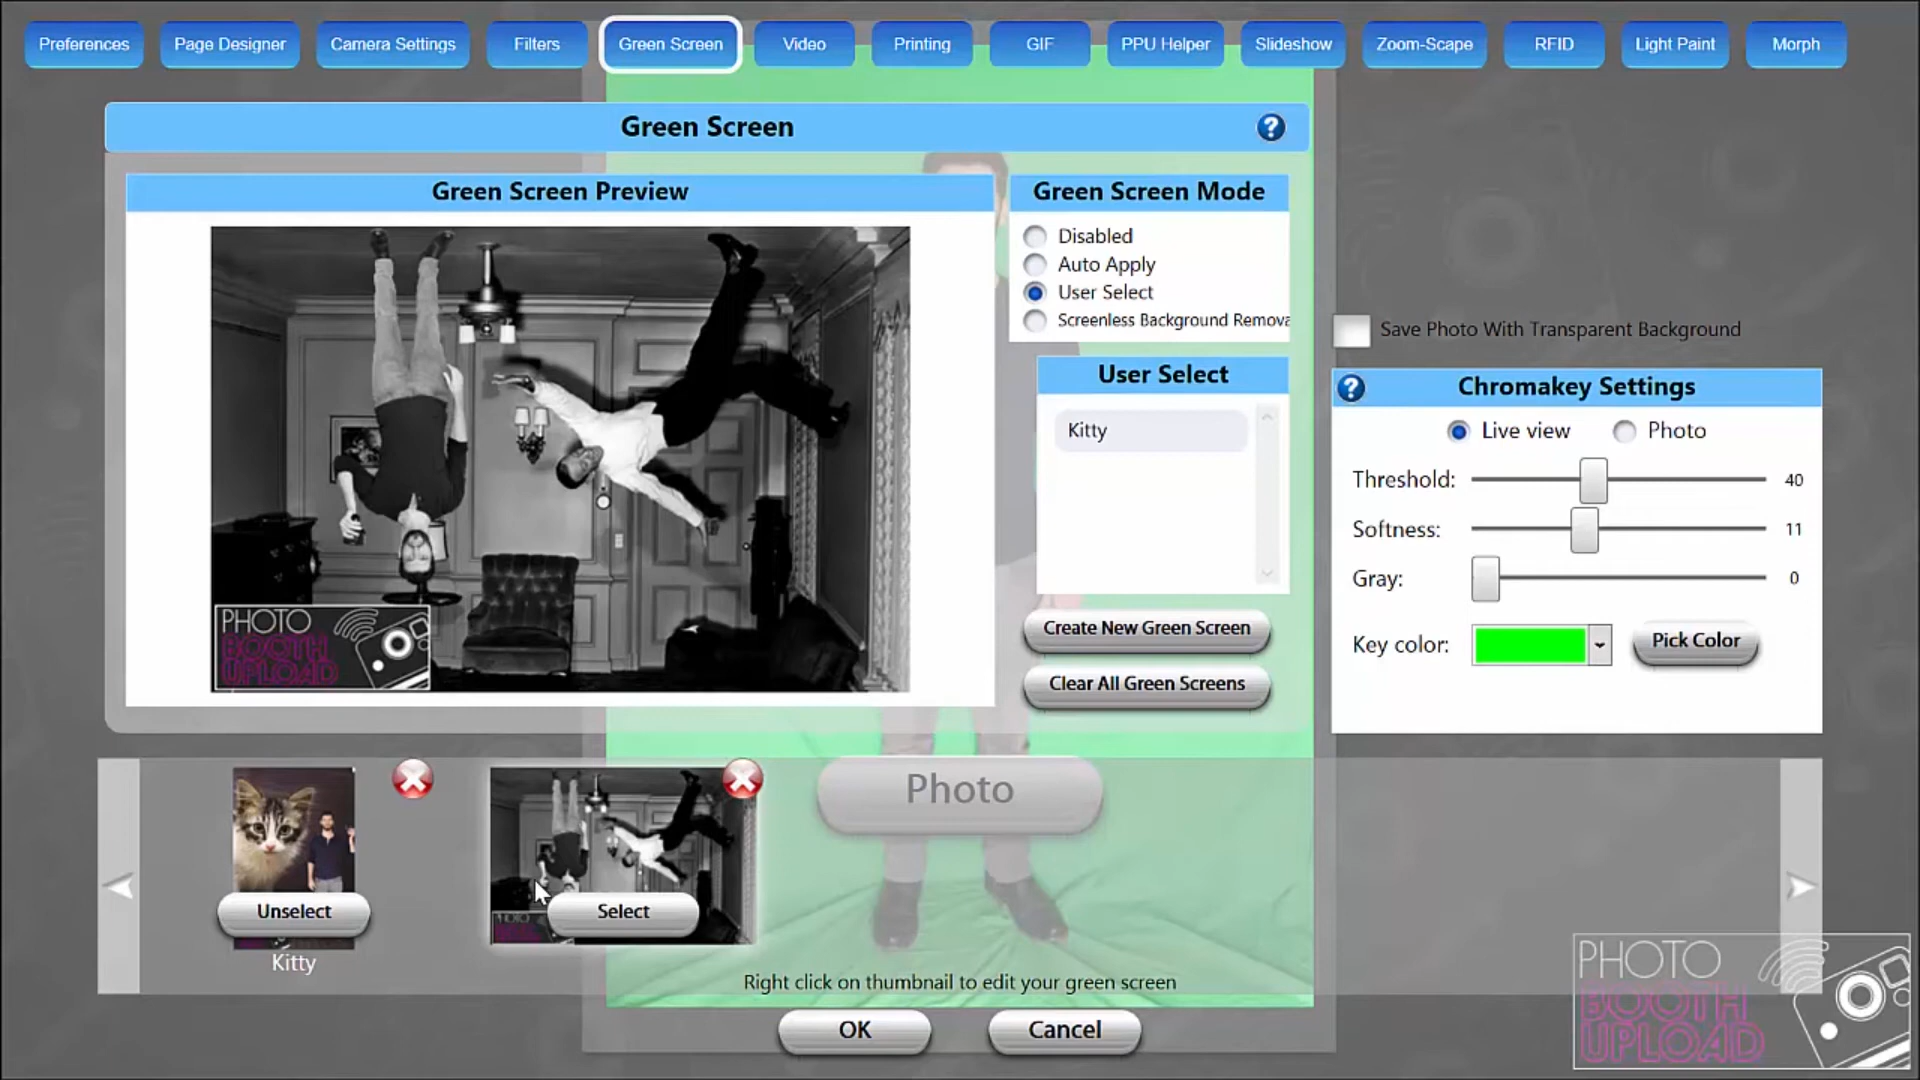 Preferences
Page Designer
Camera Settings
Filters
Green Screen
Video
Printing
GIF
PPU Helper
Slideshow
Zoom-Scape
RFID
Light Paint
Morph
Green Screen
?
Green Screen Preview
Green Screen Mode
Disabled
Auto Apply
User Select
Screenless Background Remova
User Select
Kitty
Create New Green Screen
Clear All Green Screens
Save Photo With Transparent Background
?
Chromakey Settings
Live view
Photo
Threshold:
40
Softness:
11
Gray:
0
Key color:
Pick Color
PHOTO
BOOTH
UPLOAD
Photo
Unselect
Kitty
PHOTO
Select
Right click on thumbnail to edit your green screen
OK
Cancel
PHOTO
BOOTH
UPLOAD